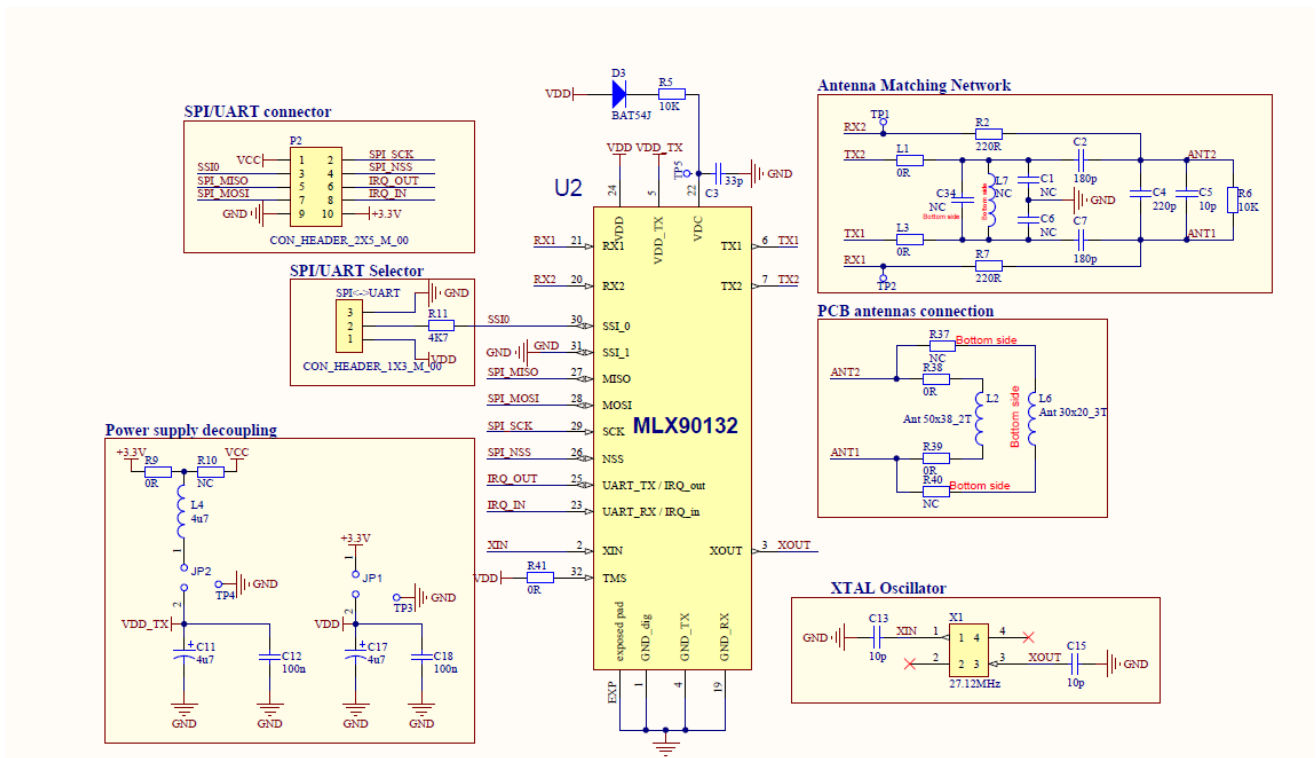 SPI/UART connector
P2
VCC
1
2
SPI_SCK
SSI0
3
4
SPI_NSS
SPI_MISO
5
6
IRQ_OUT
SPI_MOSI
7
8
IRQ_IN
GND
9
10
+3.3V
CON_HEADER_2X5_M_00
SPI/UART Selector
SPI<->UART
GND
3
2
1
R11
4K7
SSI0
VDD
CON_HEADER_1X3_M_00
Power supply decoupling
+3.3V
R9
0R
R10
NC
VCC
L4
4u7
1
JP2
2
TP4
GND
VDD_TX
C11
4u7
C12
100n
GND
GND
+3.3V
1
JP1
2
TP3
GND
VDD
C17
4u7
C18
100n
GND
GND
D3
VDD
BAT54J
R5
10K
VDD
VDD_TX
TP5
C3
33p
GND
U2
24
5
22
VDD
VDD_TX
VDC
RX1
21
RX1
RX2
20
RX2
30
SSI_0
GND
GND
31
SSI_1
SPI_MISO
27
MISO
SPI_MOSI
28
MOSI
SPI_SCK
29
SCK
SPI_NSS
26
NSS
IRQ_OUT
25
UART_TX / IRQ_out
IRQ_IN
23
UART_RX / IRQ_in
XIN
2
XIN
VDD
R41
0R
32
TMS
MLX90132
TX1
6
TX1
TX2
7
TX2
XOUT
3
XOUT
exposed pad
GND_dig
GND_TX
GND_RX
EXP
1
4
19
Antenna Matching Network
RX2
TP1
R2
220R
TX2
L1
0R
C34
NC
Bottom side
L7
NC
Bottom side
C1
NC
C6
NC
GND
C2
180p
C7
180p
C4
220p
C5
10p
R6
10K
ANT2
ANT1
TX1
L3
0R
RX1
TP2
R7
220R
PCB antennas connection
R37
NC
Bottom side
ANT2
R38
0R
L2
Ant 50x38_2T
Bottom side
L6
Ant 30x20_3T
ANT1
R39
0R
R40
NC
Bottom side
XTAL Oscillator
GND
C13
10p
XIN
1
X1
1 4
2 3
4
2
3
27.12MHz
XOUT
C15
10p
GND